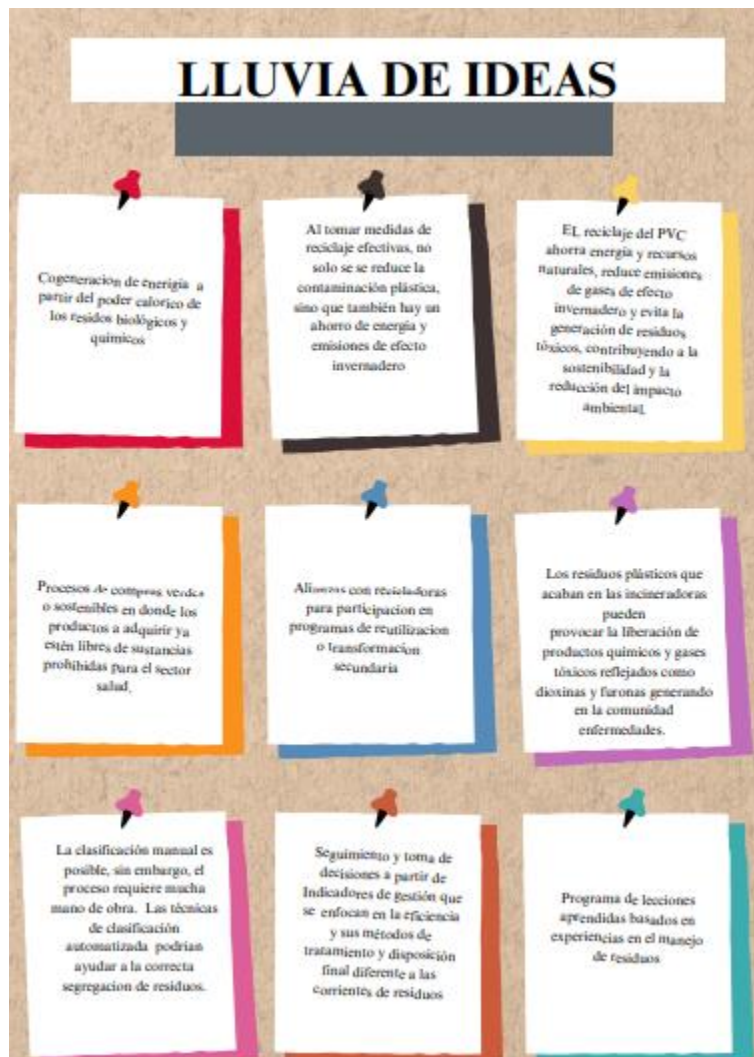 LLUVIA DE IDEAS
Cogeneracion de energia a
partir del poder calorico de
los residos biológicos y
quimicos
Al tomar medidas de
reciclaje efectivas, no
solo se se reduce la
contaminación plástica,
sino que también hay un
ahorro de energía y
emisiones de efecto
invernadero
EL reciclaje del PVC
ahorra energía y recursos
naturales, reduce emisiones
de gases de efecto
invernadero y evita la
generación de residuos
tóxicos, contribuyendo a la
sostenibilidad y la
reducción del impacto
ambiental.
Procesos de compras verdes
o sostenibles en donde los
productos a adquirir ya
estén libres de sustancias
prohibidas para el sector
salud.
Alianzas con recicladoras
para participacion en
programas de reutilizacion
o transformacion
secundaria
Los residuos plásticos que
acaban en las incineradoras
pueden
provocar la liberación de
productos químicos y gases
tóxicos reflejados como
dioxinas y furonas generando
en la comunidad
enfermedades.
La clasificación manual es
posible, sin embargo, el
proceso requiere mucha
mano de obra. Las técnicas
de clasificación
automatizada podrían
ayudar a la correcta
segregacion de residuos.
Seguimiento y toma de
decisiones a partir de
Indicadores de gestión que
se enfocan en la eficiencia
y sus métodos de
tratamiento y disposición
final diferente a las
corrientes de residuos
Programa de lecciones
aprendidas basados en
experiencias en el manejo
de residuos